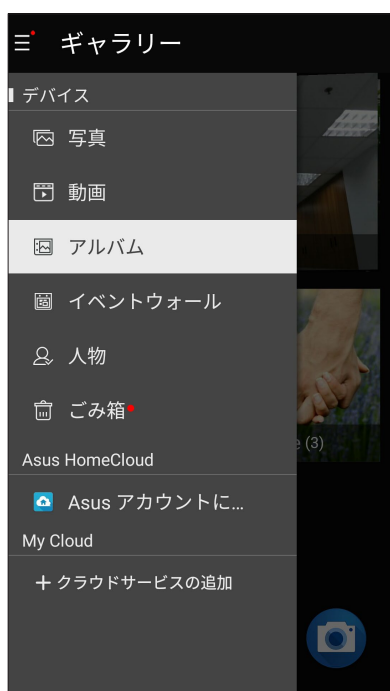 ギャラリー
デバイス
写真
動画
アルバム
イベントウォール
人物
ごみ箱
Asus HomeCloud
Asus アカウントに...
My Cloud
+ クラウドサービスの追加
(3)